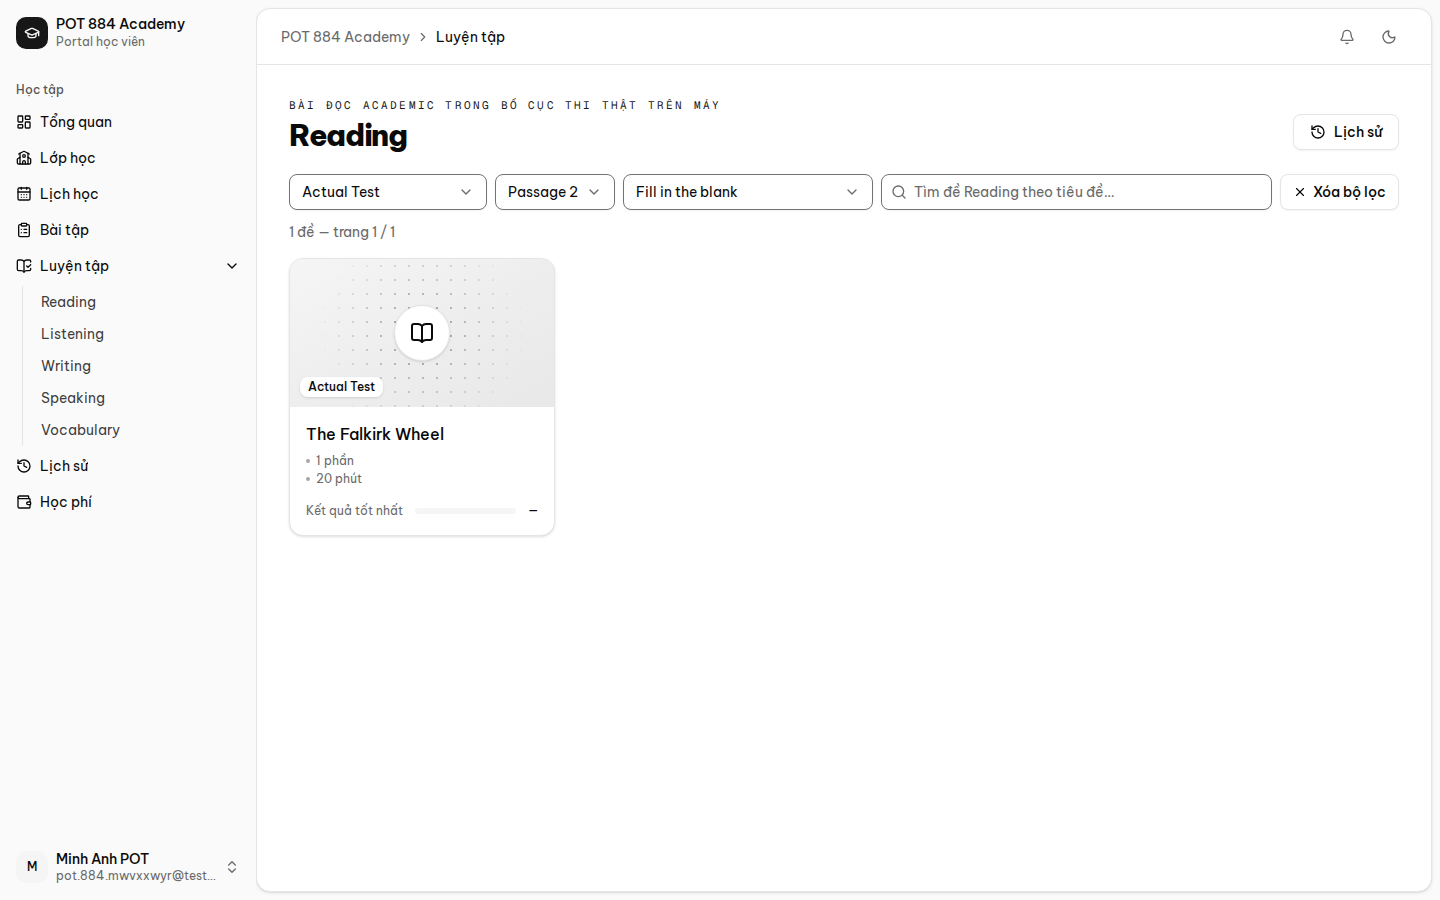 POT 884 Academy
Portal học viên
Học tập
Tổng quan
Lớp học
Lịch học
Bài tập
Luyện tập
Reading
Listening
Writing
Speaking
Vocabulary
Lịch sử
Học phí
M
Minh Anh POT
pot.884.mwvxxwyr@test...
POT 884 Academy > Luyện tập
BÀI ĐỌC ACADEMIC TRONG BỐ CỤC THI THẬT TRÊN MÁY
Reading
Lịch sử
Actual Test
Passage 2
Fill in the blank
Tìm đề Reading theo tiêu đề...
Xóa bộ lọc
1 đề — trang 1 / 1
Actual Test
The Falkirk Wheel
• 1 phần
• 20 phút
Kết quả tốt nhất –